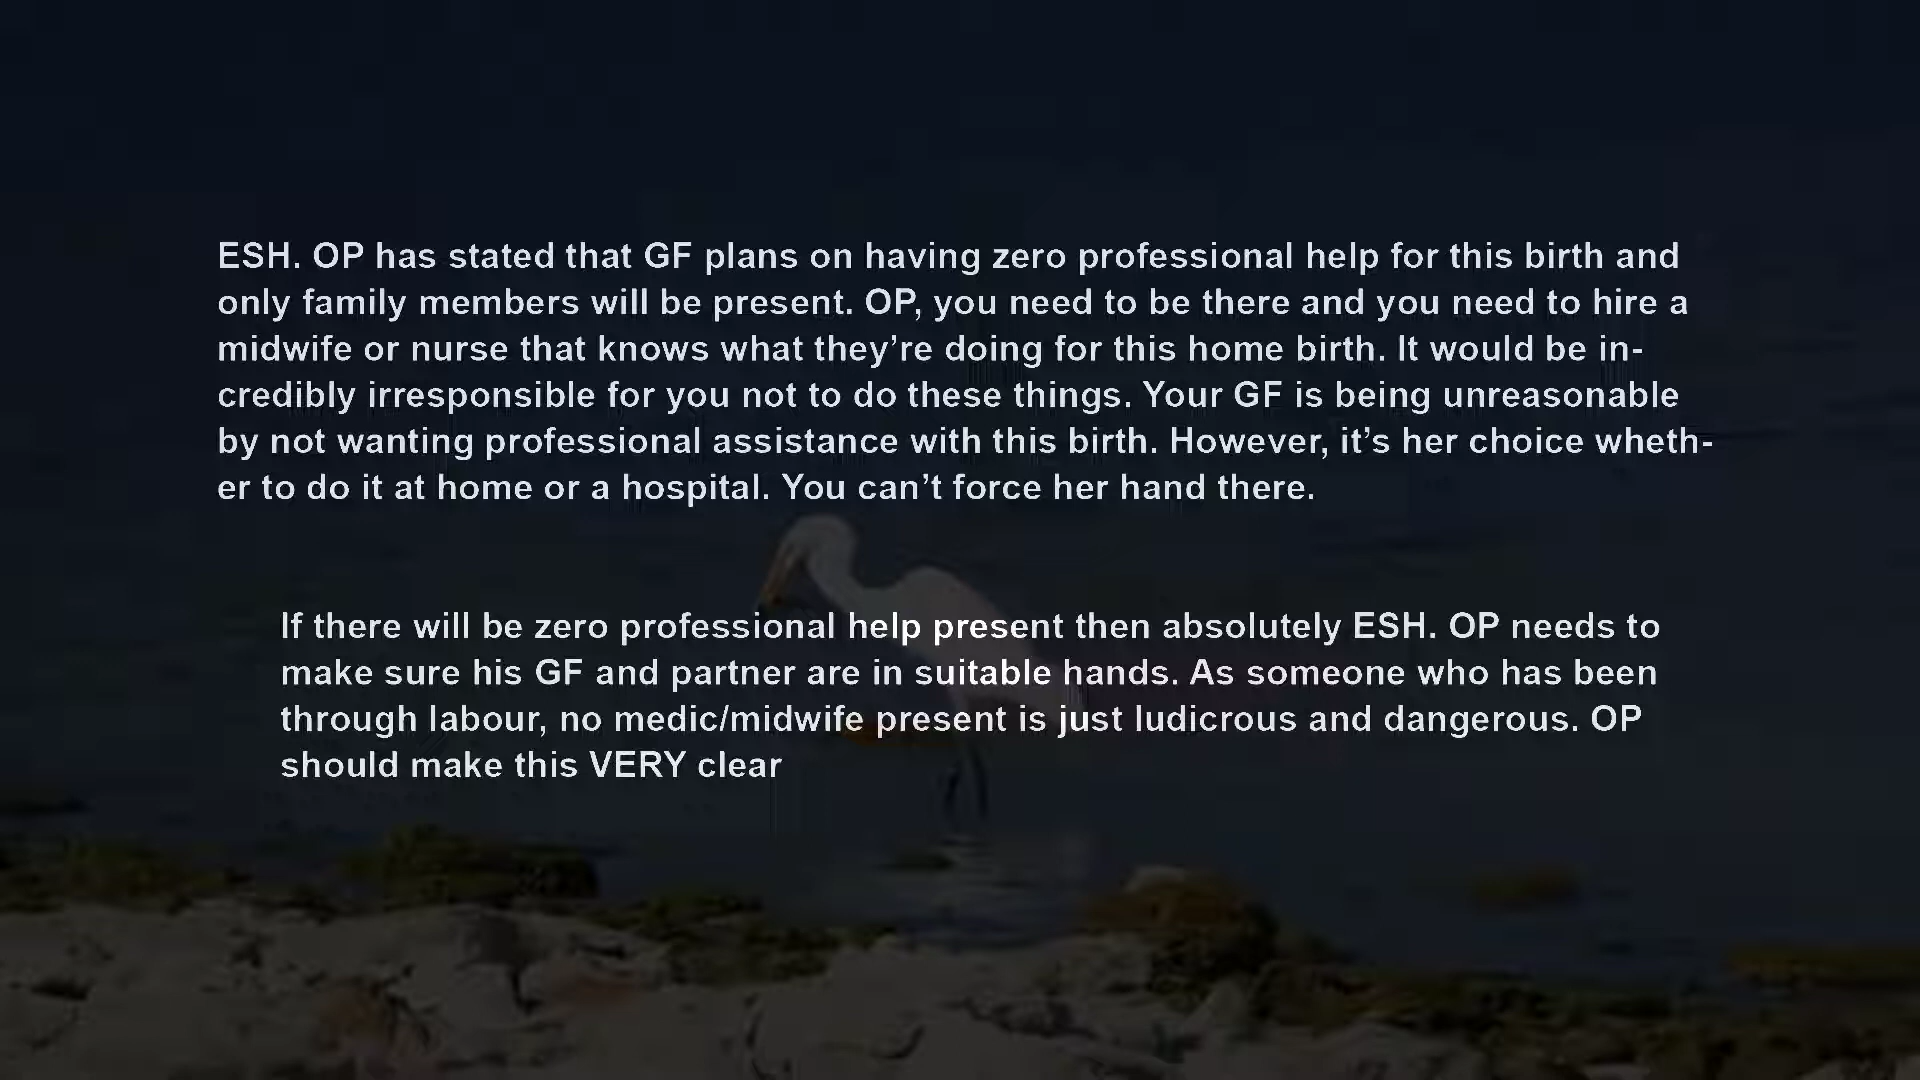 ESH. OP has stated that GF plans on having zero professional help for this birth and
only family members will be present. OP, you need to be there and you need to hire a
midwife or nurse that knows what they’re doing for this home birth. It would be in-
credibly irresponsible for you not to do these things. Your GF is being unreasonable
by not wanting professional assistance with this birth. However, it’s her choice wheth-
er to do it at home or a hospital. You can’t force her hand there.
If there will be zero professional help present then absolutely ESH. OP needs to
make sure his GF and partner are in suitable hands. As someone who has been
through labour, no medic/midwife present is just ludicrous and dangerous. OP
should make this VERY clear